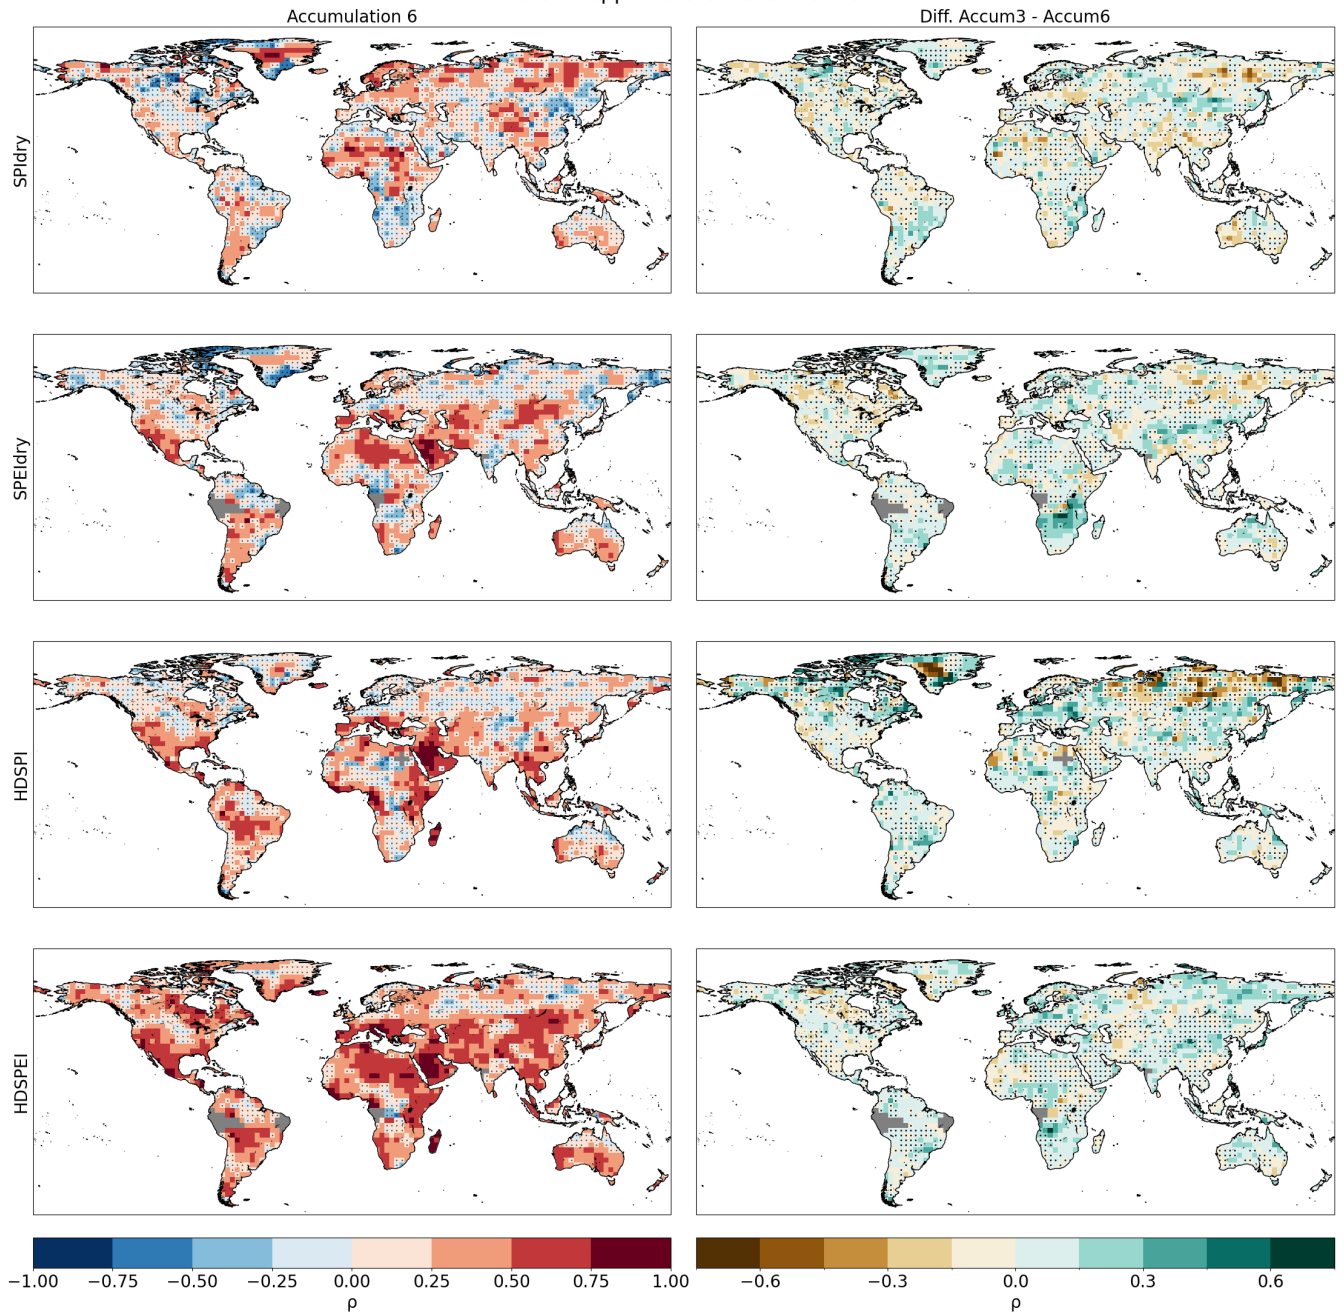 Accumulation 6
Diff. Accum3 - Accum6
SPIdry
SPEIdry
HDSPI
HDSPEI
−1.00 −0.75 −0.50 −0.25 0.00 0.25 0.50 0.75 1.00
ρ
−0.6 −0.3 0.0 0.3 0.6
ρ